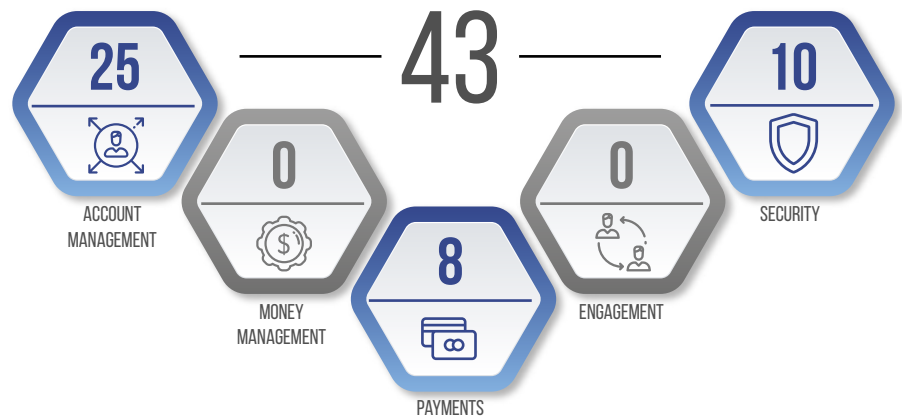 43
25
ACCOUNT
MANAGEMENT
0
$
MONEY
MANAGEMENT
8
PAYMENTS
0
ENGAGEMENT
10
SECURITY